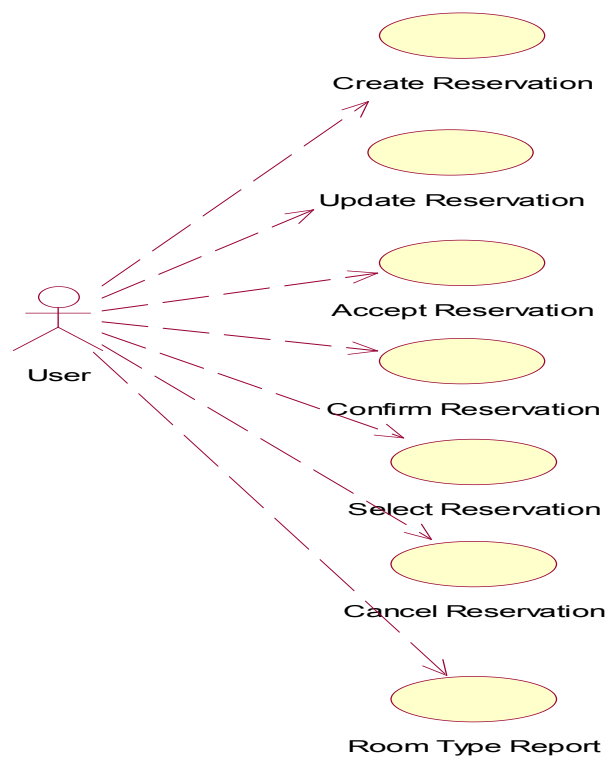 Create Reservation
Update Reservation
Accept Reservation
User
Confirm Reservation
Select Reservation
Cancel Reservation
Room Type Report